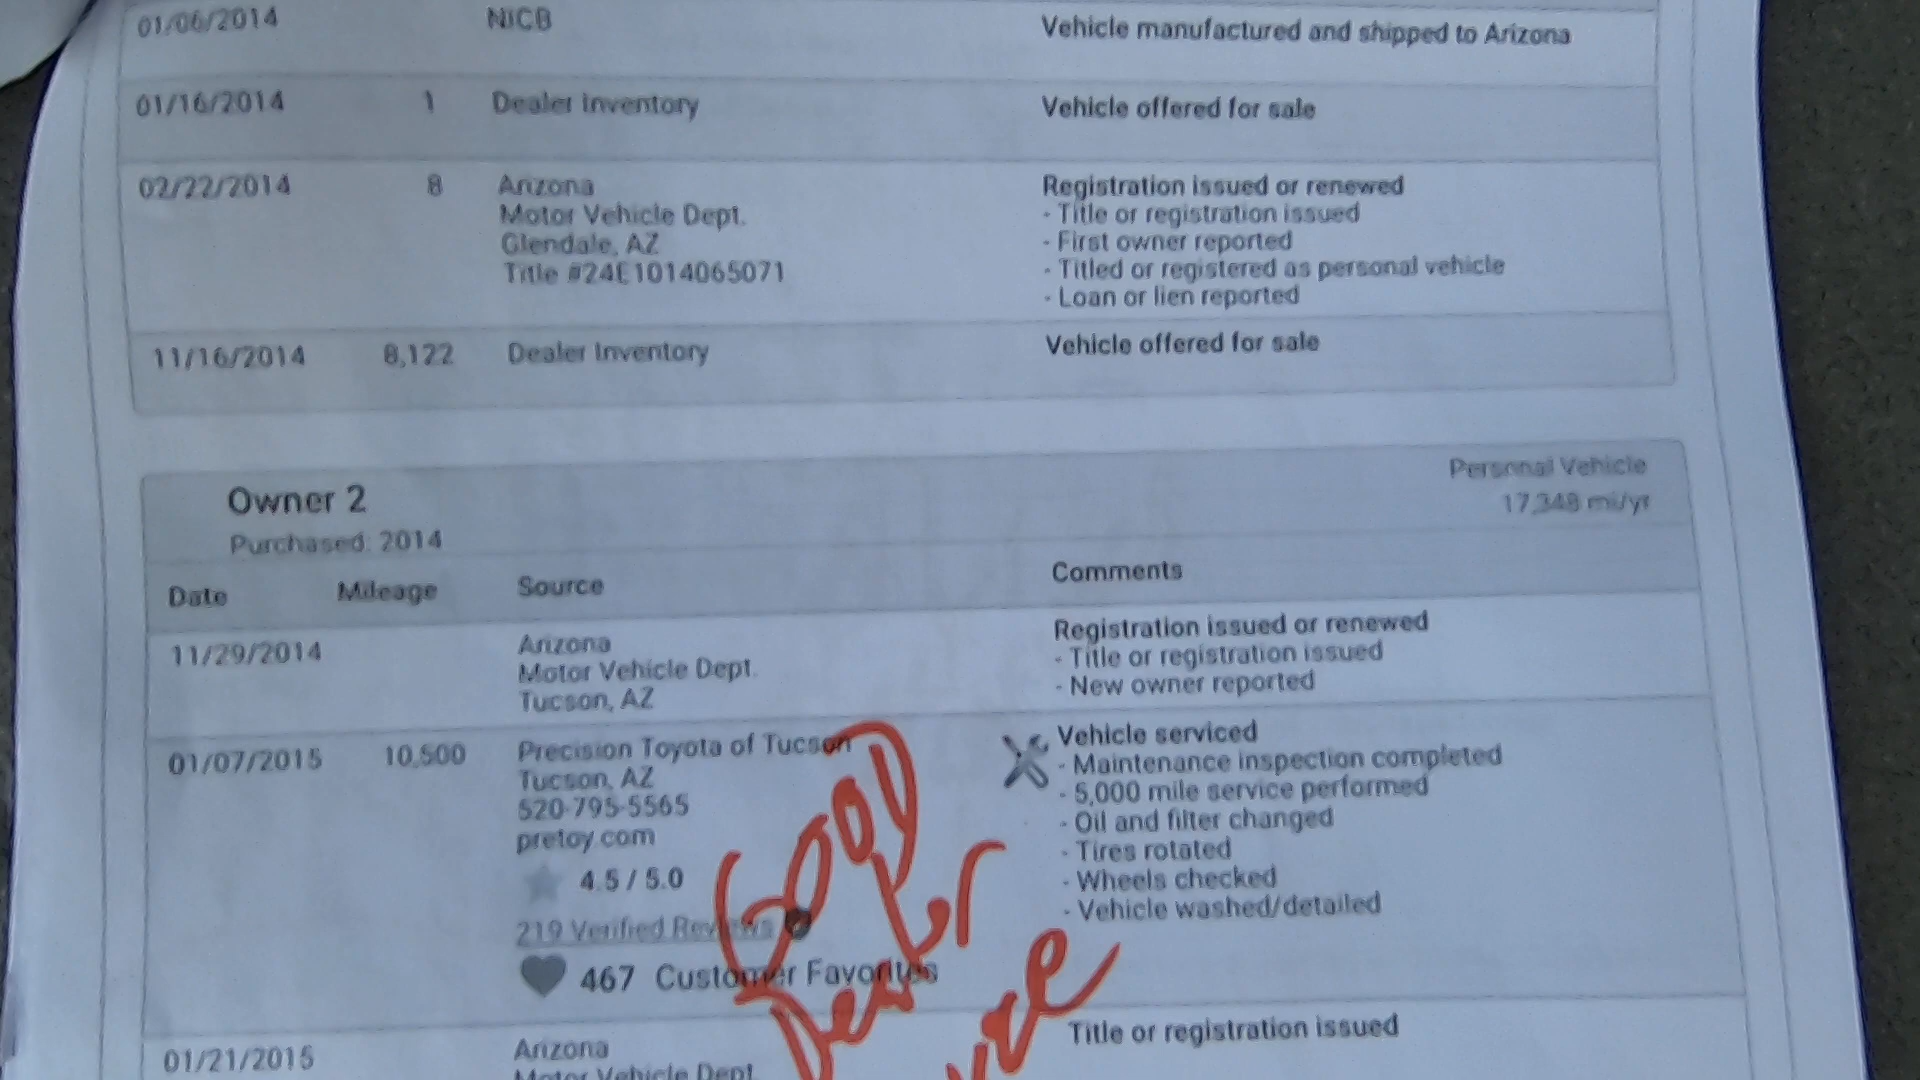 01/06/2014 NICB Vehicle manufactured and shipped to Arizona
01/16/2014 1 Dealer Inventory Vehicle offered for sale
02/22/2014 8 Arizona Registration issued or renewed
Motor Vehicle Dept. - Title or registration issued
Glendale, AZ - First owner reported
Title #24E1014065071 - Titled or registered as personal vehicle
- Loan or lien reported
11/16/2014 8,122 Dealer Inventory Vehicle offered for sale
Personal Vehicle
Owner 2 17,348 mi/yr
Purchased: 2014
Date Mileage Source Comments
11/29/2014 Arizona Registration issued or renewed
Motor Vehicle Dept. - Title or registration issued
Tucson, AZ - New owner reported
01/07/2015 10,500 Precision Toyota of Tucson Vehicle serviced
Tucson, AZ - Maintenance inspection completed
520-795-5565 - 5,000 mile service performed
pretoy.com - Oil and filter changed
4.5 / 5.0 - Tires rotated
219 Verified Reviews - Wheels checked
467 Customer Favorites - Vehicle washed/detailed
GOOD
01/21/2015 Arizona Title or registration issued
Motor Vehicle Dept.